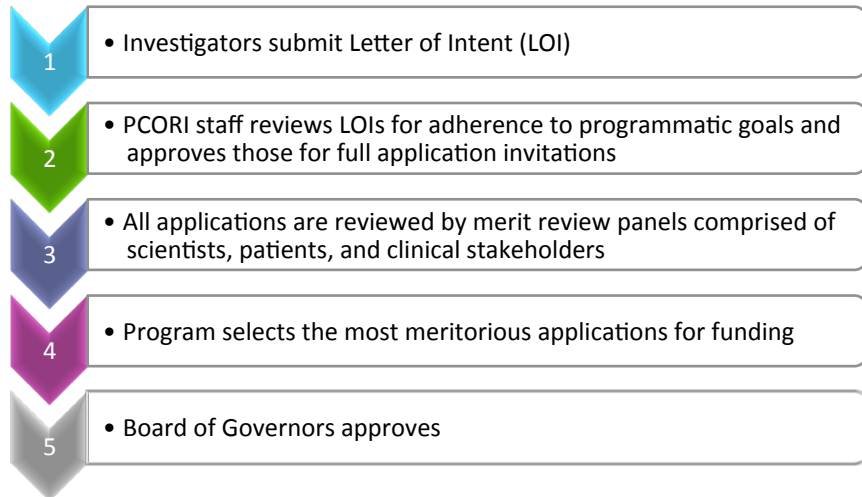 1
• Investigators submit Letter of Intent (LOI)
2
• PCORI staff reviews LOIs for adherence to programmatic goals and
approves those for full application invitations
3
• All applications are reviewed by merit review panels comprised of
scientists, patients, and clinical stakeholders
4
• Program selects the most meritorious applications for funding
5
• Board of Governors approves